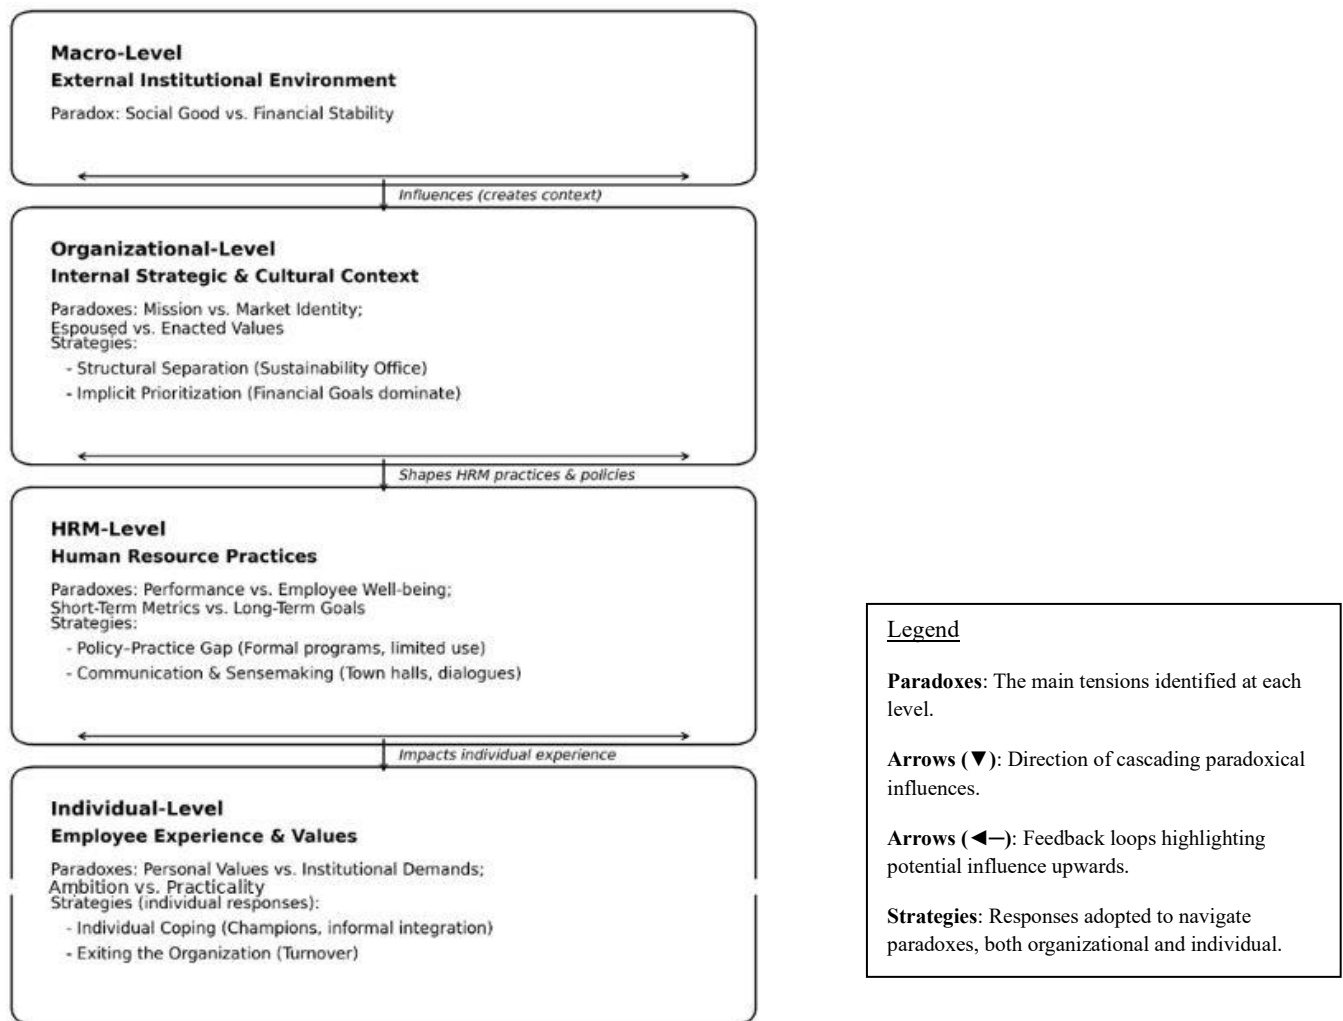 Macro-Level
External Institutional Environment
Paradox: Social Good vs. Financial Stability
Influences (creates context)
Organizational-Level
Internal Strategic & Cultural Context
Paradoxes: Mission vs. Market Identity;
Espoused vs. Enacted Values
Strategies:
- Structural Separation (Sustainability Office)
- Implicit Prioritization (Financial Goals dominate)
Shapes HRM practices & policies
HRM-Level
Human Resource Practices
Paradoxes: Performance vs. Employee Well-being;
Short-Term Metrics vs. Long-Term Goals
Strategies:
- Policy–Practice Gap (Formal programs, limited use)
- Communication & Sensemaking (Town halls, dialogues)
Impacts individual experience
Individual-Level
Employee Experience & Values
Paradoxes: Personal Values vs. Institutional Demands;
Ambition vs. Practicality
Strategies (individual responses):
- Individual Coping (Champions, informal integration)
- Exiting the Organization (Turnover)
Legend
Paradoxes: The main tensions identified at each
level.
Arrows (▼): Direction of cascading paradoxical
influences.
Arrows (◄─): Feedback loops highlighting
potential influence upwards.
Strategies: Responses adopted to navigate
paradoxes, both organizational and individual.